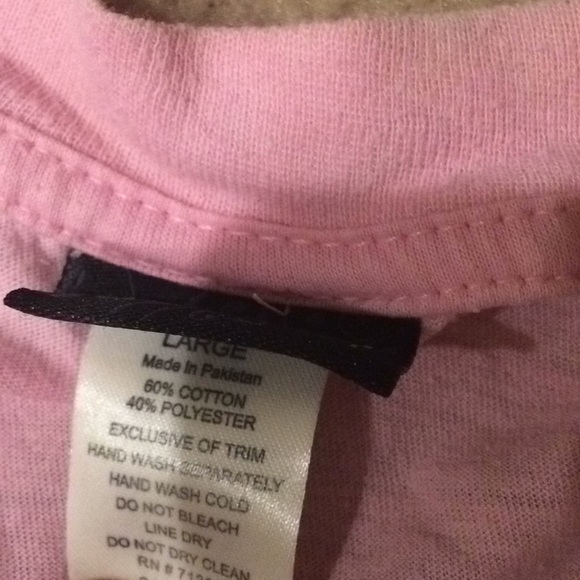 LARGE
Made in Pakistan
60% COTTON
40% POLYESTER
EXCLUSIVE OF TRIM
HAND WASH SEPARATELY
HAND WASH COLD
DO NOT BLEACH
LINE DRY
DO NOT DRY CLEAN
RN #